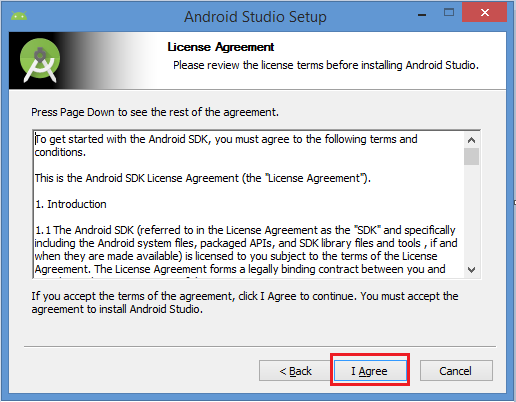 Android Studio Setup
License Agreement
Please review the license terms before installing Android Studio.
Press Page Down to see the rest of the agreement.
To get started with the Android SDK, you must agree to the following terms and
conditions.
This is the Android SDK License Agreement (the "License Agreement").
1. Introduction
1.1 The Android SDK (referred to in the License Agreement as the "SDK" and specifically
including the Android system files, packaged APIs, and SDK library files and tools , if and
when they are made available) is licensed to you subject to the terms of the License
Agreement. The License Agreement forms a legally binding contract between you and
If you accept the terms of the agreement, click I Agree to continue. You must accept the
agreement to install Android Studio.
< Back
I Agree
Cancel